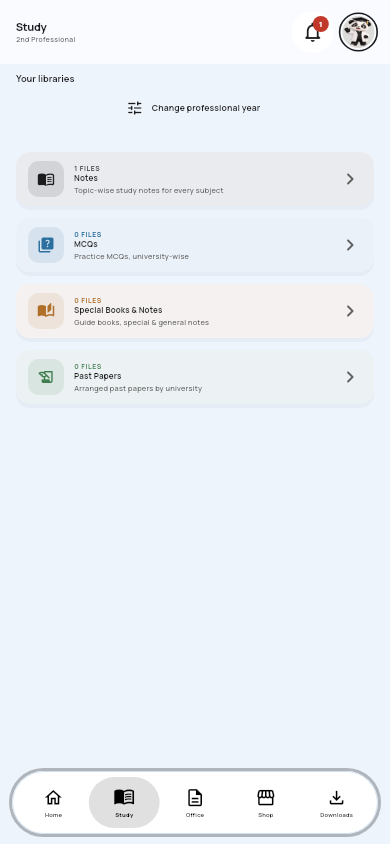 Study
2nd Professional
1
Your libraries
Change professional year
1 FILES
Notes
Topic-wise study notes for every subject
0 FILES
MCQs
Practice MCQs, university-wise
0 FILES
Special Books & Notes
Guide books, special & general notes
0 FILES
Past Papers
Arranged past papers by university
Home
Study
Office
Shop
Downloads